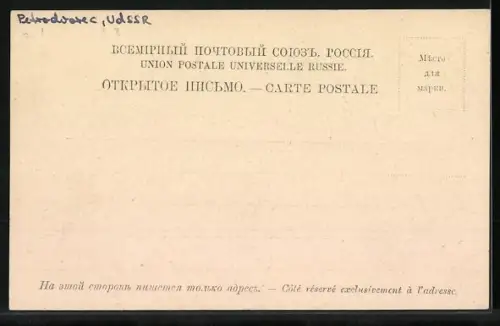 Petrodvorec, UdSSR
ВСЕМІРНЫЙ ПОЧТОВЫЙ СОЮЗЪ. РОССІЯ.
UNION POSTALE UNIVERSELLE RUSSIE.
ОТКРЫТОЕ ПИСЬМО. — CARTE POSTALE
Мѣсто
для
марки.
На этой сторонѣ пишется только адресъ. — Côté réservé exclusivement à l'adresse.